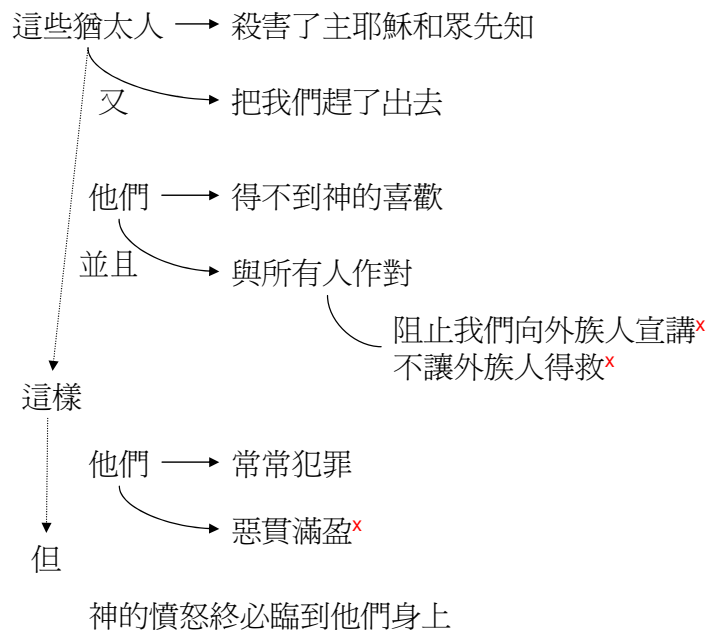 這些猶太人 殺害了主耶穌和眾先知
又 把我們趕了出去
他們 得不到神的喜歡
並且 與所有人作對
阻止我們向外族人宣講x
不讓外族人得救x
這樣
他們 常常犯罪
惡貫滿盈x
但
神的憤怒終必臨到他們身上